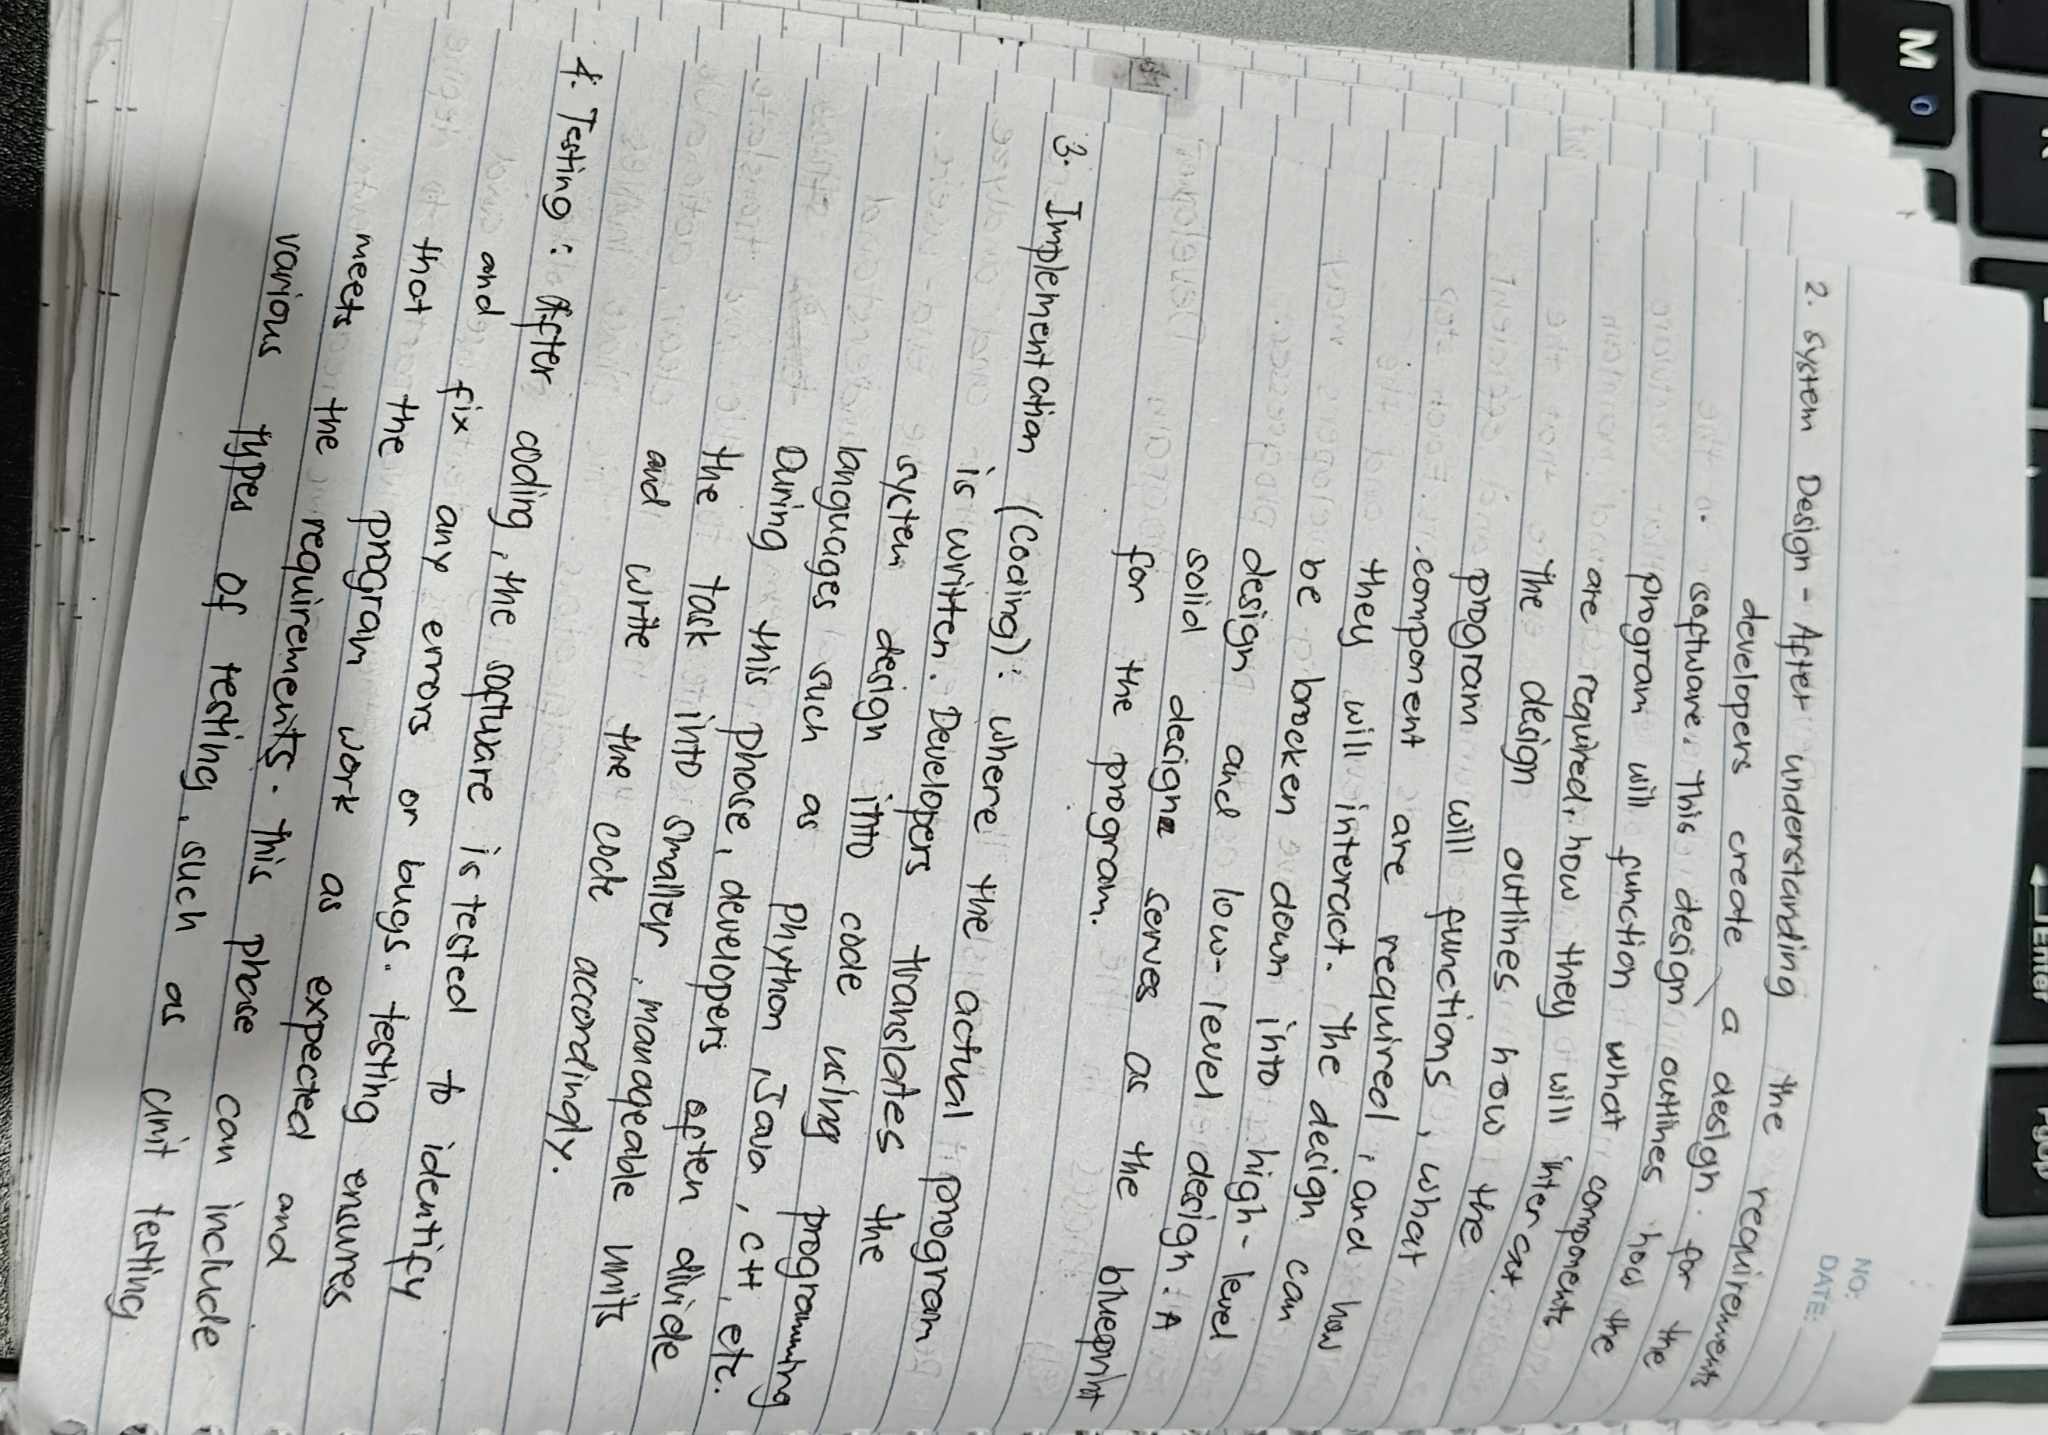 NO:
DATE:
2. System Design - After understanding the requirements
developers create a design for the
software. This design outlines how the
program will function what components
are required, how they will interact.
The design outlines how the
program will functions, what
component are required, and how
they will interact. The design can
be brocken down into high-level
design and low-level design. A
solid design serves as the blueprint
for the program.
3. Implementation (Coding): where the actual program
is written. Developers translates the
system design into code using programming
languages such as Phython, Java, C++, etc.
During this phase, developers often divide
the task into smaller, manageable units
and write the code accordingly.
4. Testing: After coding, the software is tested to identify
and fix any errors or bugs. Testing ensures
that the program work as expected and
meets the requirements. This phase can include
various types of testing, such as unit testing
M
Enter
PgUp